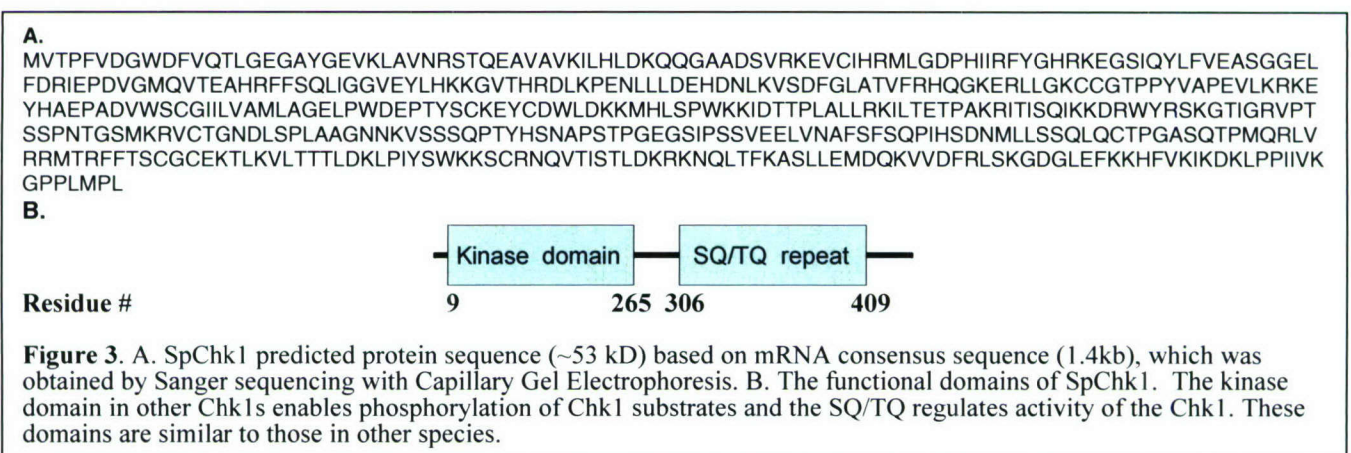 A.
MVTPFVDGWDFVQTLGEGAYGEVKLAVNRSTQEAVAVKILHLDKQQGAADSVRKEVCIHRMLGDPHIIRFYGHRKEGSIQYLFVEASGGEL
FDRIEPDVGMQVTEAHRFFSQLIGGVEYLHKKGVTHRDLKPENLLLDEHDNLKVSDFGLATVFRHQGKERLLGKCCGTPPYVAPEVLKRKE
YHAEPADVWSCGIILVAMLAGELPWDEPTYSCKEYCDWLDKKMHLSPWKKIDTTPLALLRKILTETPAKRITISQIKKDRWYRSKGTIGRVPT
SSPNTGSMKRVCTGNDLSPLAAGNNKVSSSQPTYHSNAPSTPGEGSIPSSVEELVNAFSFSQPIHSDNMLLSSQLQCTPGASQTPMQRLV
RRMTRFFTSCGCEKTLKVLTTTLDKLPIYSWKKSCRNQVTISTLDKRKNQLTFKASLLEMDQKVVDFRLSKGDGLEFKKHFVKIKDKLPPIIVK
GPPLMPL
B.
Kinase domain SQ/TQ repeat
Residue # 9 265 306 409
Figure 3. A. SpChk1 predicted protein sequence (~53 kD) based on mRNA consensus sequence (1.4kb), which was
obtained by Sanger sequencing with Capillary Gel Electrophoresis. B. The functional domains of SpChk1. The kinase
domain in other Chk1s enables phosphorylation of Chk1 substrates and the SQ/TQ regulates activity of the Chk1. These
domains are similar to those in other species.